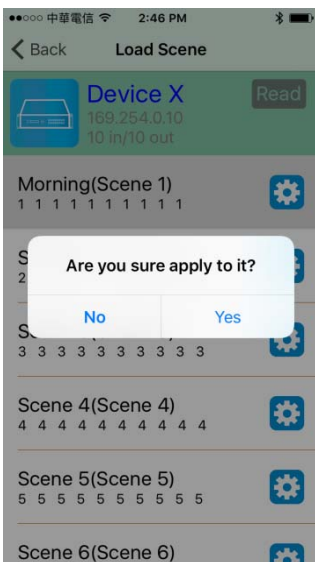 中華電信 2:46 PM
Back Load Scene
Device X Read
169.254.0.10
10 in/10 out
Morning(Scene 1)
1 1 1 1 1 1 1 1 1 1
S
2
Are you sure apply to it?
No Yes
S
3 3 3 3 3 3 3 3 3 3
Scene 4(Scene 4)
4 4 4 4 4 4 4 4 4 4
Scene 5(Scene 5)
5 5 5 5 5 5 5 5 5 5
Scene 6(Scene 6)